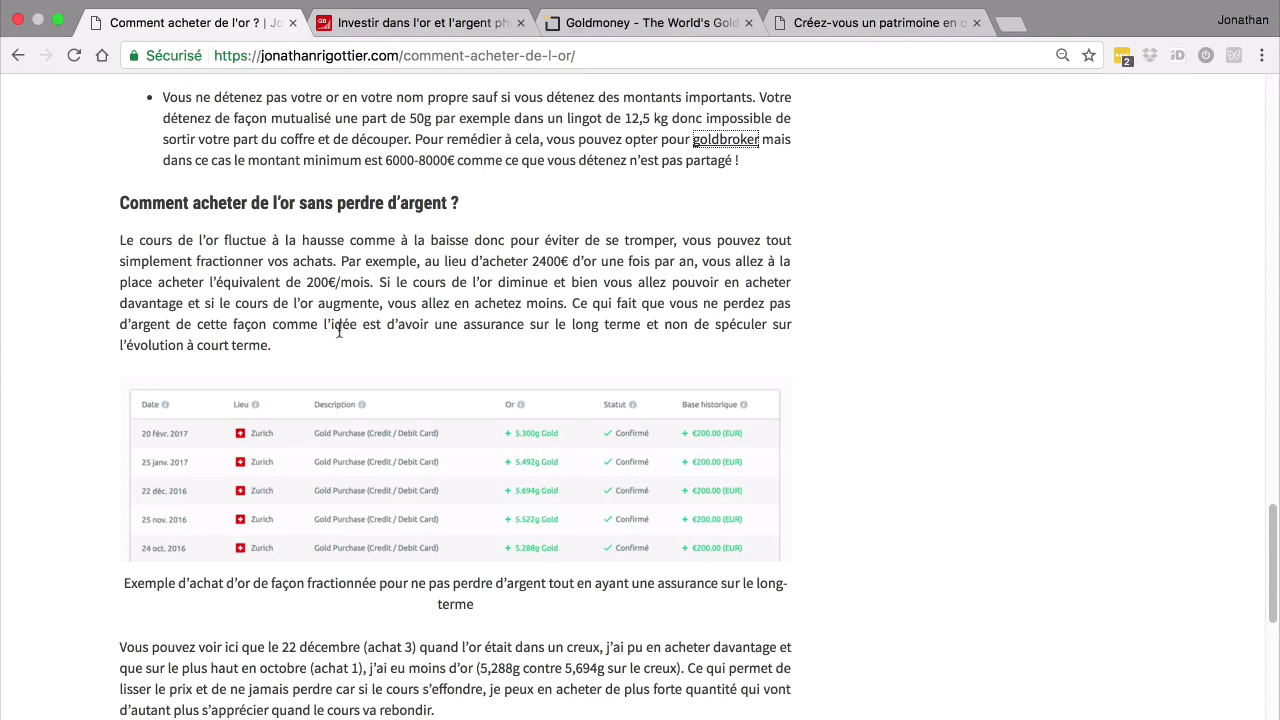 Comment acheter de l'or ? | Jo
Investir dans l'or et l'argent ph
Goldmoney - The World's Gold
Créez-vous un patrimoine en o
Jonathan
Sécurisé
https://jonathanrigottier.com/comment-acheter-de-l-or/
2
iD
• Vous ne détenez pas votre or en votre nom propre sauf si vous détenez des montants importants. Votre
détenez de façon mutualisé une part de 50g par exemple dans un lingot de 12,5 kg donc impossible de
sortir votre part du coffre et de découper. Pour remédier à cela, vous pouvez opter pour goldbroker mais
dans ce cas le montant minimum est 6000-8000€ comme ce que vous détenez n'est pas partagé !
Comment acheter de l'or sans perdre d'argent ?
Le cours de l'or fluctue à la hausse comme à la baisse donc pour éviter de se tromper, vous pouvez tout
simplement fractionner vos achats. Par exemple, au lieu d'acheter 2400€ d'or une fois par an, vous allez à la
place acheter l'équivalent de 200€/mois. Si le cours de l'or diminue et bien vous allez pouvoir en acheter
davantage et si le cours de l'or augmente, vous allez en achetez moins. Ce qui fait que vous ne perdez pas
d'argent de cette façon comme l'idée est d'avoir une assurance sur le long terme et non de spéculer sur
l'évolution à court terme.
Date Lieu Description Or Statut Base historique
20 févr. 2017 Zurich Gold Purchase (Credit / Debit Card) + 5.300g Gold Confirmé + €200.00 (EUR)
25 janv. 2017 Zurich Gold Purchase (Credit / Debit Card) + 5.492g Gold Confirmé + €200.00 (EUR)
22 déc. 2016 Zurich Gold Purchase (Credit / Debit Card) + 5.694g Gold Confirmé + €200.00 (EUR)
25 nov. 2016 Zurich Gold Purchase (Credit / Debit Card) + 5.522g Gold Confirmé + €200.00 (EUR)
24 oct. 2016 Zurich Gold Purchase (Credit / Debit Card) + 5.288g Gold Confirmé + €200.00 (EUR)
Exemple d'achat d'or de façon fractionnée pour ne pas perdre d'argent tout en ayant une assurance sur le long-
terme
Vous pouvez voir ici que le 22 décembre (achat 3) quand l'or était dans un creux, j'ai pu en acheter davantage et
que sur le plus haut en octobre (achat 1), j'ai eu moins d'or (5,288g contre 5,694g sur le creux). Ce qui permet de
lisser le prix et de ne jamais perdre car si le cours s'effondre, je peux en acheter de plus forte quantité qui vont
d'autant plus s'apprécier quand le cours va rebondir.